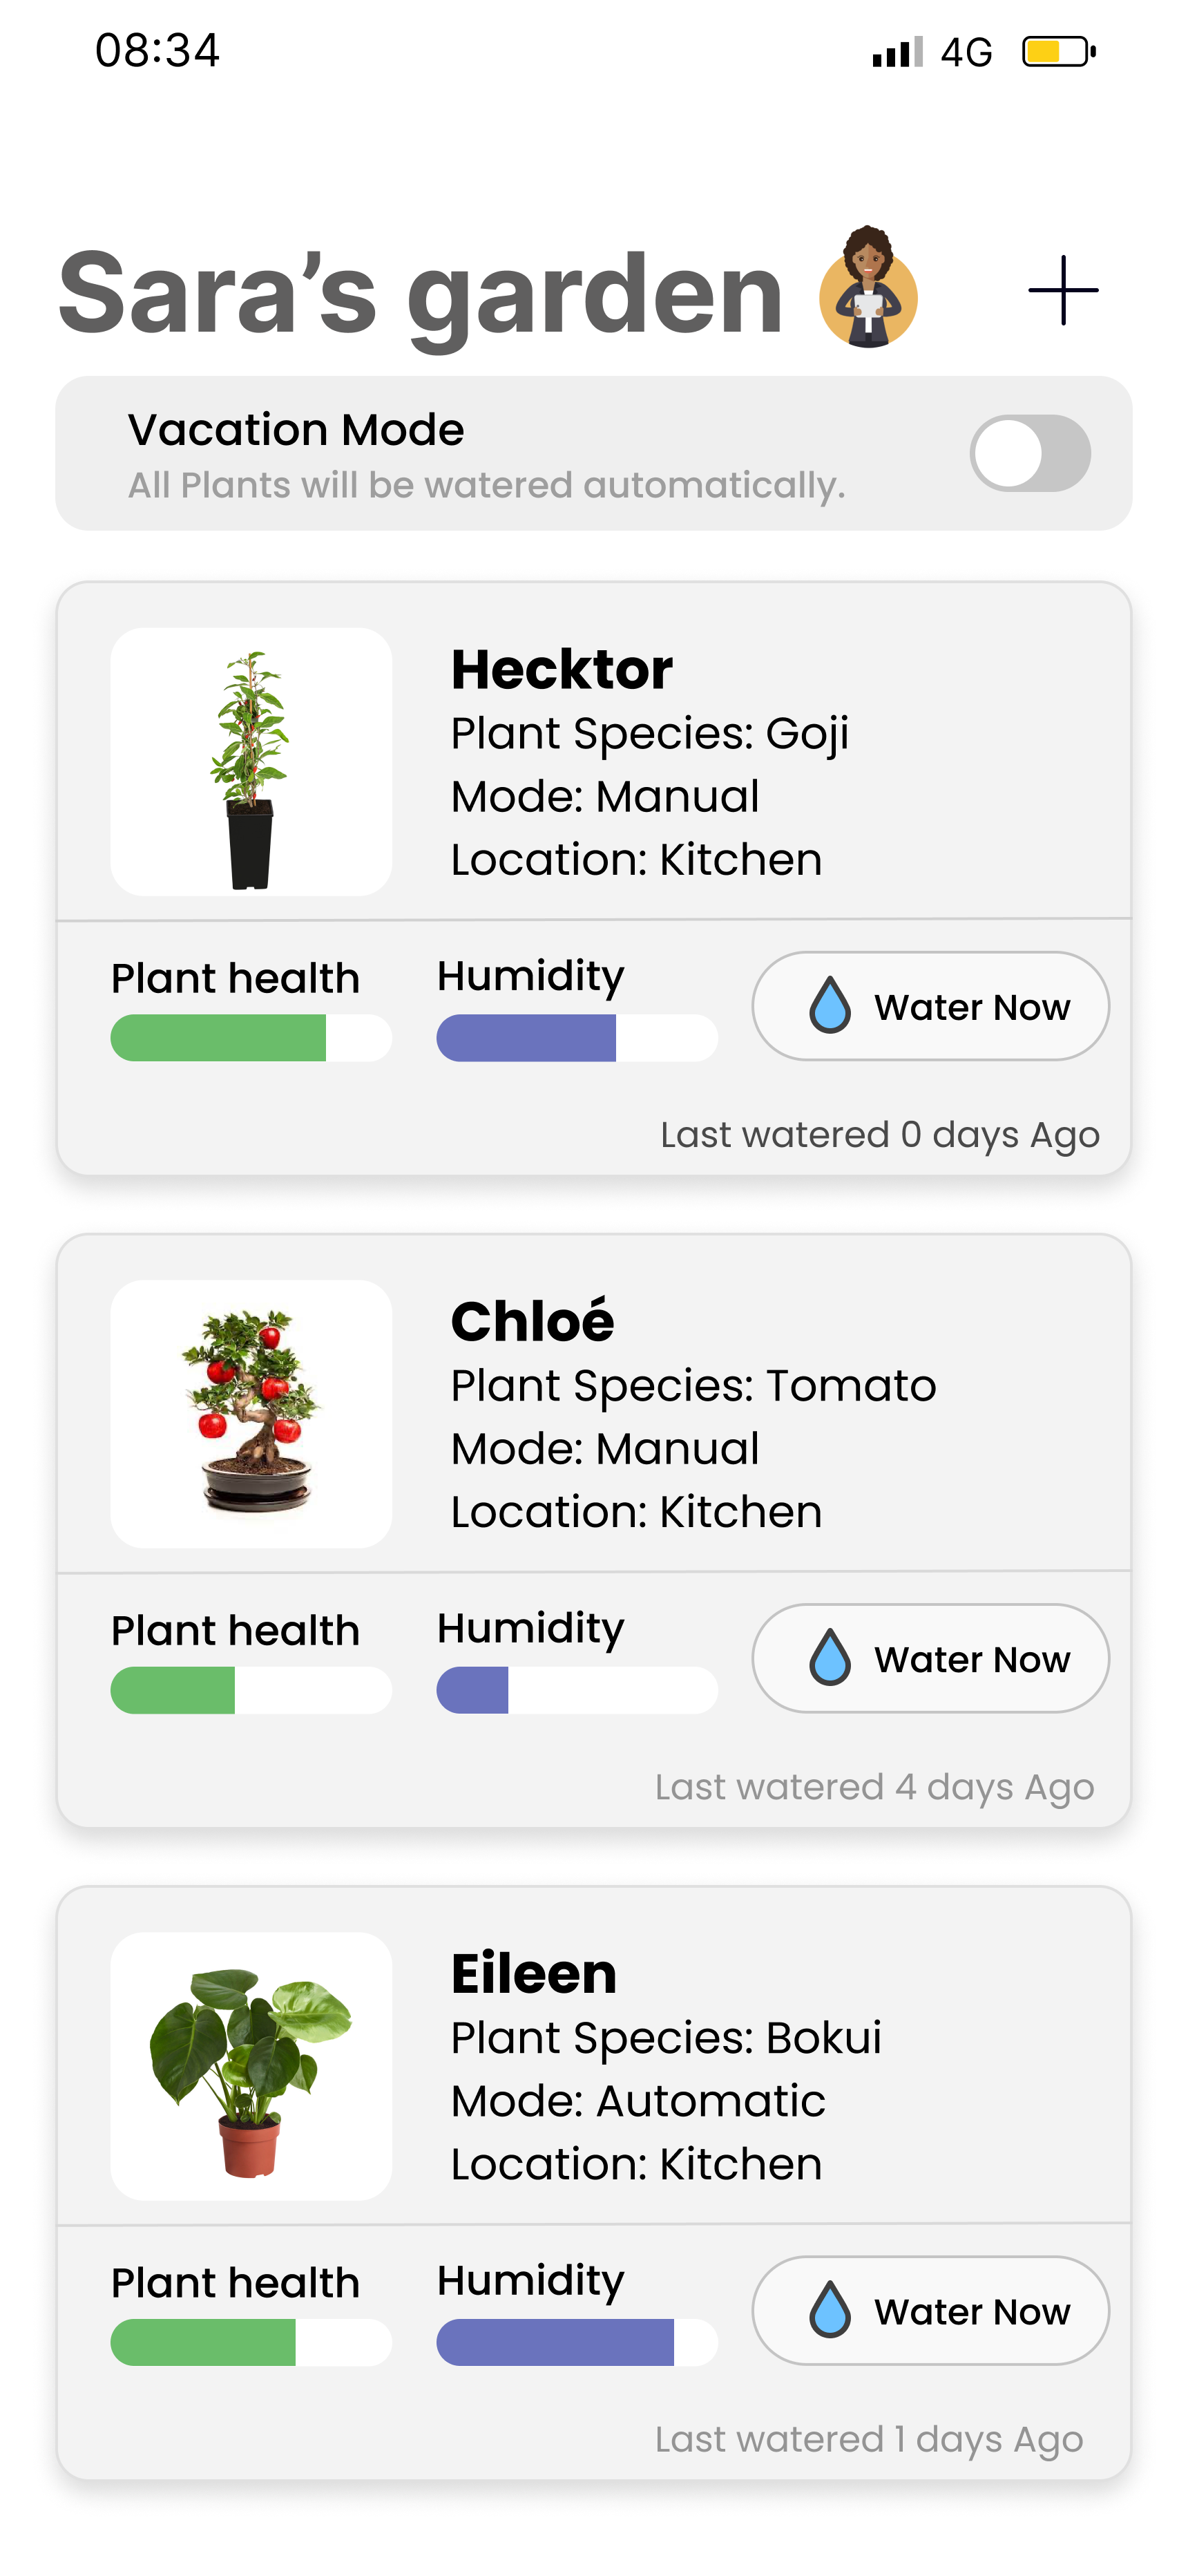 08:34 4G
Sara’s garden
Vacation Mode
All Plants will be watered automatically.
Hecktor
Plant Species: Goji
Mode: Manual
Location: Kitchen
Plant health Humidity Water Now
Last watered 0 days Ago
Chloé
Plant Species: Tomato
Mode: Manual
Location: Kitchen
Plant health Humidity Water Now
Last watered 4 days Ago
Eileen
Plant Species: Bokui
Mode: Automatic
Location: Kitchen
Plant health Humidity Water Now
Last watered 1 days Ago